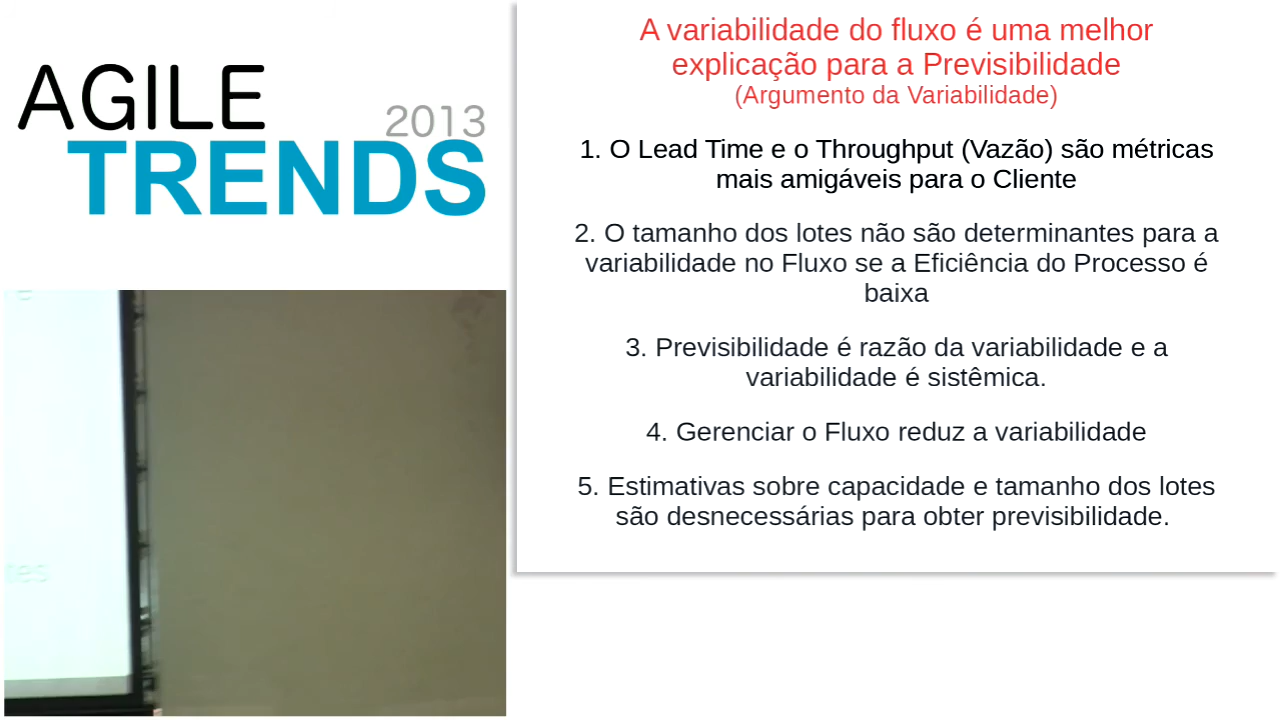 AGILE
2013
TRENDS
A variabilidade do fluxo é uma melhor
explicação para a Previsibilidade
(Argumento da Variabilidade)
1. O Lead Time e o Throughput (Vazão) são métricas
mais amigáveis para o Cliente
2. O tamanho dos lotes não são determinantes para a
variabilidade no Fluxo se a Eficiência do Processo é
baixa
3. Previsibilidade é razão da variabilidade e a
variabilidade é sistêmica.
4. Gerenciar o Fluxo reduz a variabilidade
5. Estimativas sobre capacidade e tamanho dos lotes
são desnecessárias para obter previsibilidade.